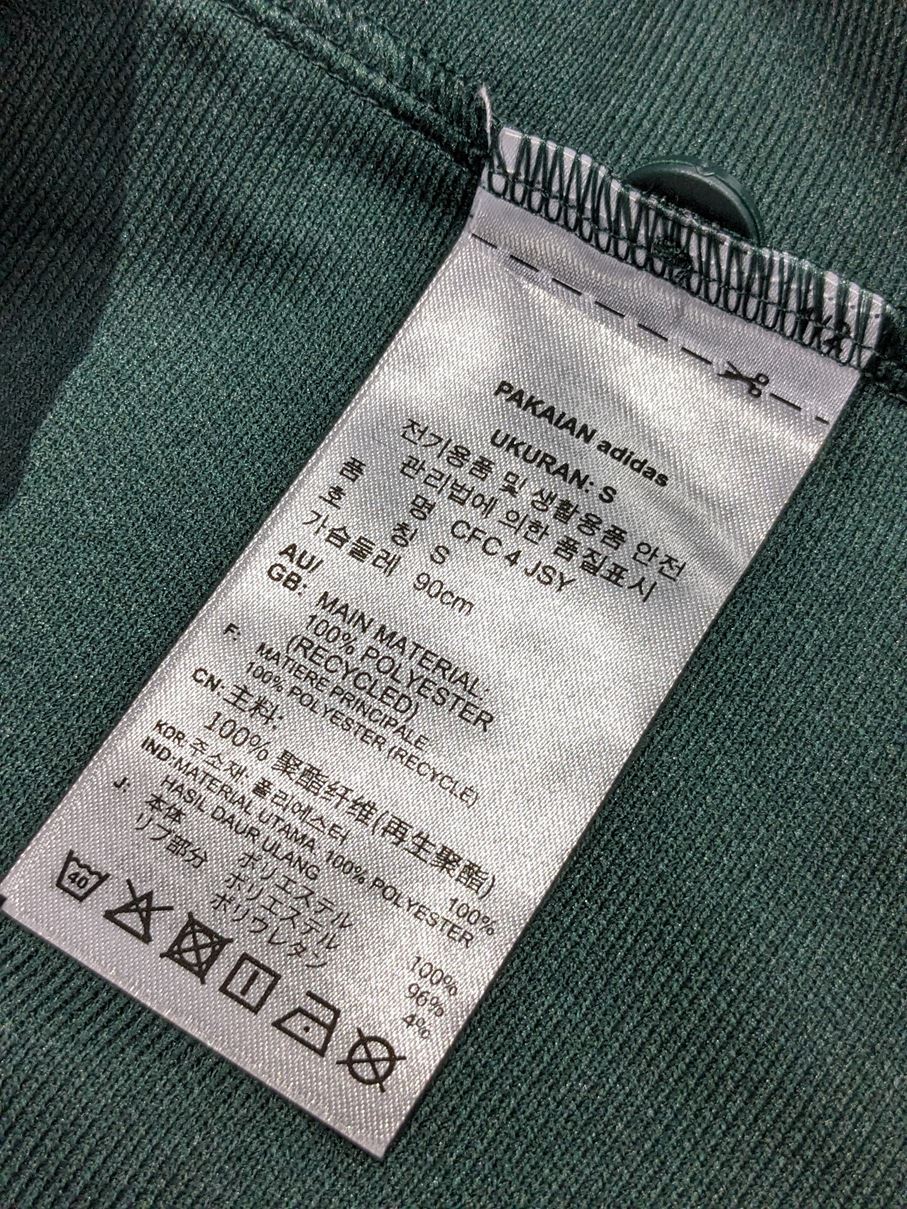 PAKAIAN adidas
UKURAN: S
전기용품 및 생활용품 안전
관리법에 의한 품질표시
품 명 CFC 4 JSY
호 칭 S
가슴둘레 90cm
AU/
GB: MAIN MATERIAL:
100% POLYESTER
(RECYCLED)
F: MATIERE PRINCIPALE
100% POLYESTER (RECYCLÉ)
CN: 主料:
100% 聚酯纤维(再生聚酯)
KOR: 주소재: 폴리에스터 100%
IND: MATERIAL UTAMA 100% POLYESTER
HASIL DAUR ULANG
J: 本体 ポリエステル 100%
リブ部分 ポリエステル 96%
ポリウレタン 4%
40